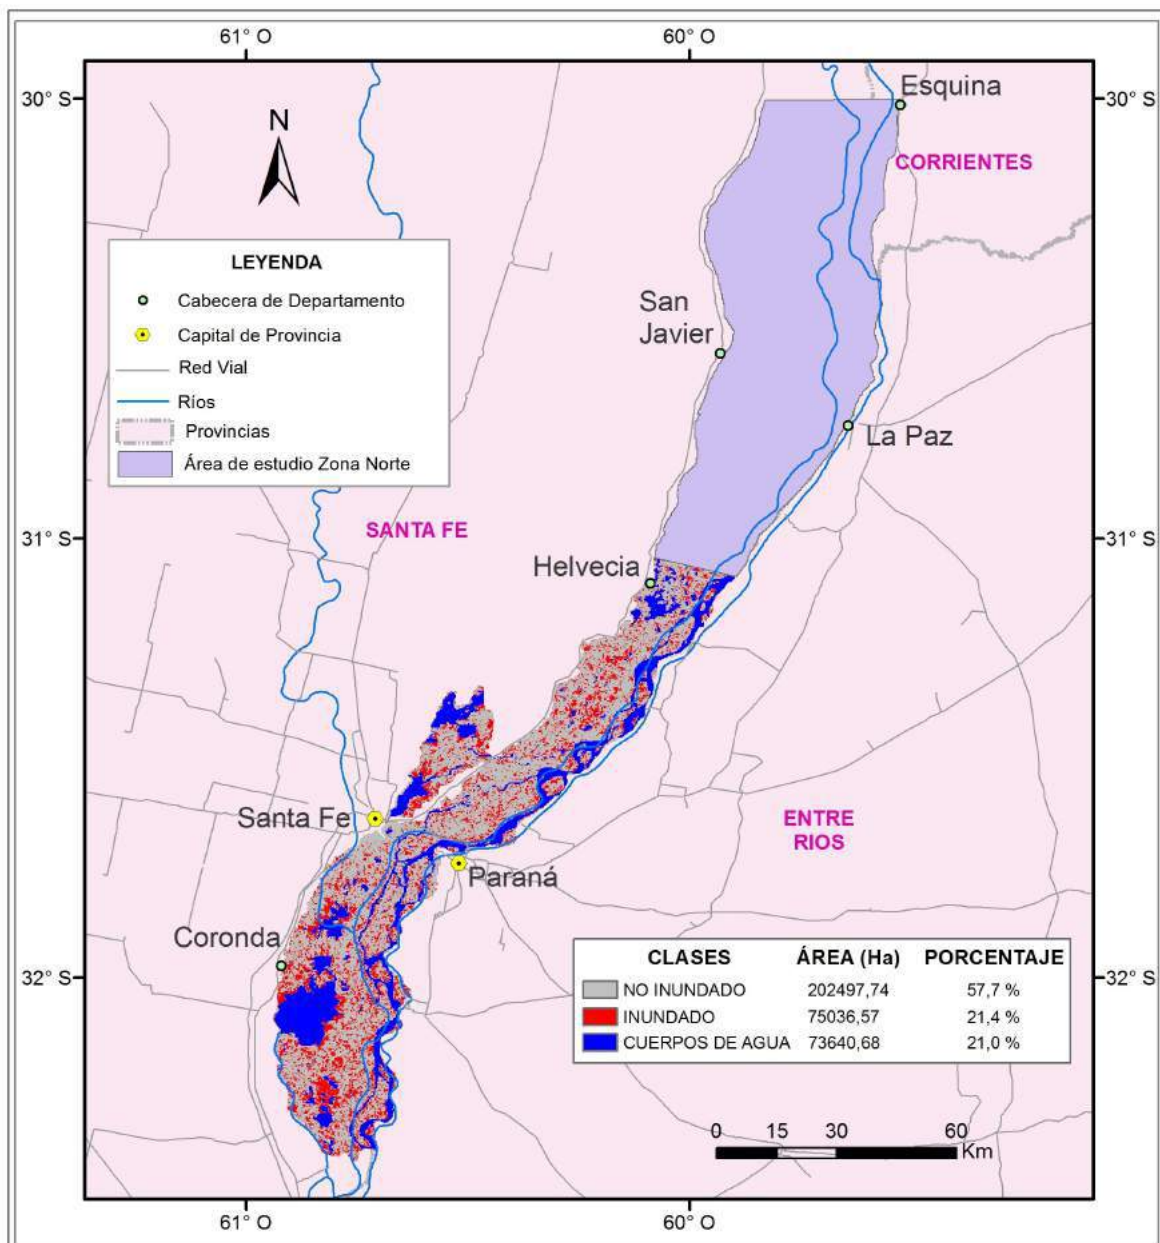 61° O
60° O
30° S
30° S
Esquina
CORRIENTES
N
LEYENDA
Cabecera de Departamento
Capital de Provincia
Red Vial
Ríos
Provincias
Área de estudio Zona Norte
San
Javier
La Paz
31° S
31° S
SANTA FE
Helvecia
Santa Fe
Paraná
ENTRE
RIOS
Coronda
32° S
32° S
CLASES ÁREA (Ha) PORCENTAJE
NO INUNDADO 202497,74 57,7 %
INUNDADO 75036,57 21,4 %
CUERPOS DE AGUA 73640,68 21,0 %
0 15 30 60
Km
61° O
60° O